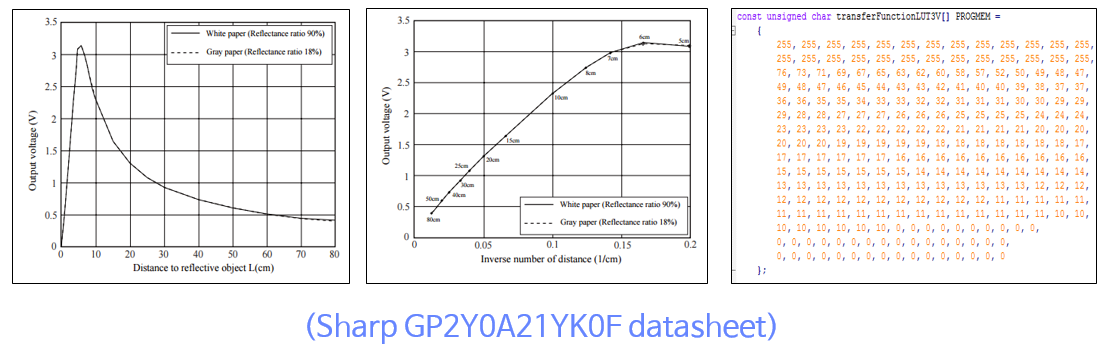 3.5
3
2.5
2
1.5
1
0.5
0
Output voltage (V)
White paper (Reflectance ratio 90%)
Gray paper (Reflectance ratio 18%)
0 10 20 30 40 50 60 70 80
Distance to reflective object L(cm)
3.5
3
2.5
2
1.5
1
0.5
0
Output voltage (V)
6cm
5cm
7cm
8cm
10cm
15cm
20cm
25cm
30cm
40cm
50cm
80cm
White paper (Reflectance ratio 90%)
Gray paper (Reflectance ratio 18%)
0 0.05 0.1 0.15 0.2
Inverse number of distance (1/cm)
const unsigned char transferFunctionLUT3V[] PROGMEM =
{
255, 255, 255, 255, 255, 255, 255, 255, 255, 255, 255, 255, 255,
255, 255, 255, 255, 255, 255, 255, 255, 255, 255, 255, 255, 255,
76, 73, 71, 69, 67, 65, 63, 62, 60, 58, 57, 52, 50, 49, 48, 47,
49, 48, 47, 46, 45, 44, 43, 43, 42, 41, 40, 40, 39, 38, 37, 37,
36, 36, 35, 35, 34, 33, 33, 32, 32, 31, 31, 31, 30, 30, 29, 29,
29, 28, 28, 27, 27, 27, 26, 26, 26, 25, 25, 25, 25, 24, 24, 24,
23, 23, 23, 23, 22, 22, 22, 22, 22, 21, 21, 21, 21, 20, 20, 20,
20, 20, 20, 19, 19, 19, 19, 19, 18, 18, 18, 18, 18, 18, 18, 17,
17, 17, 17, 17, 17, 17, 16, 16, 16, 16, 16, 16, 16, 16, 16, 16,
15, 15, 15, 15, 15, 15, 15, 15, 14, 14, 14, 14, 14, 14, 14, 14,
13, 13, 13, 13, 13, 13, 13, 13, 13, 13, 13, 13, 13, 12, 12, 12,
12, 12, 12, 12, 12, 12, 12, 12, 12, 12, 12, 12, 12, 11, 11, 11,
11, 11, 11, 11, 11, 11, 11, 11, 11, 11, 11, 11, 11, 11, 10, 10,
10, 10, 10, 10, 10, 10, 0, 0, 0, 0, 0, 0, 0, 0, 0,
0, 0, 0, 0, 0, 0, 0, 0, 0, 0, 0, 0, 0, 0, 0, 0,
0, 0, 0, 0, 0, 0, 0, 0, 0, 0, 0, 0, 0, 0, 0, 0
};
(Sharp GP2Y0A21YK0F datasheet)